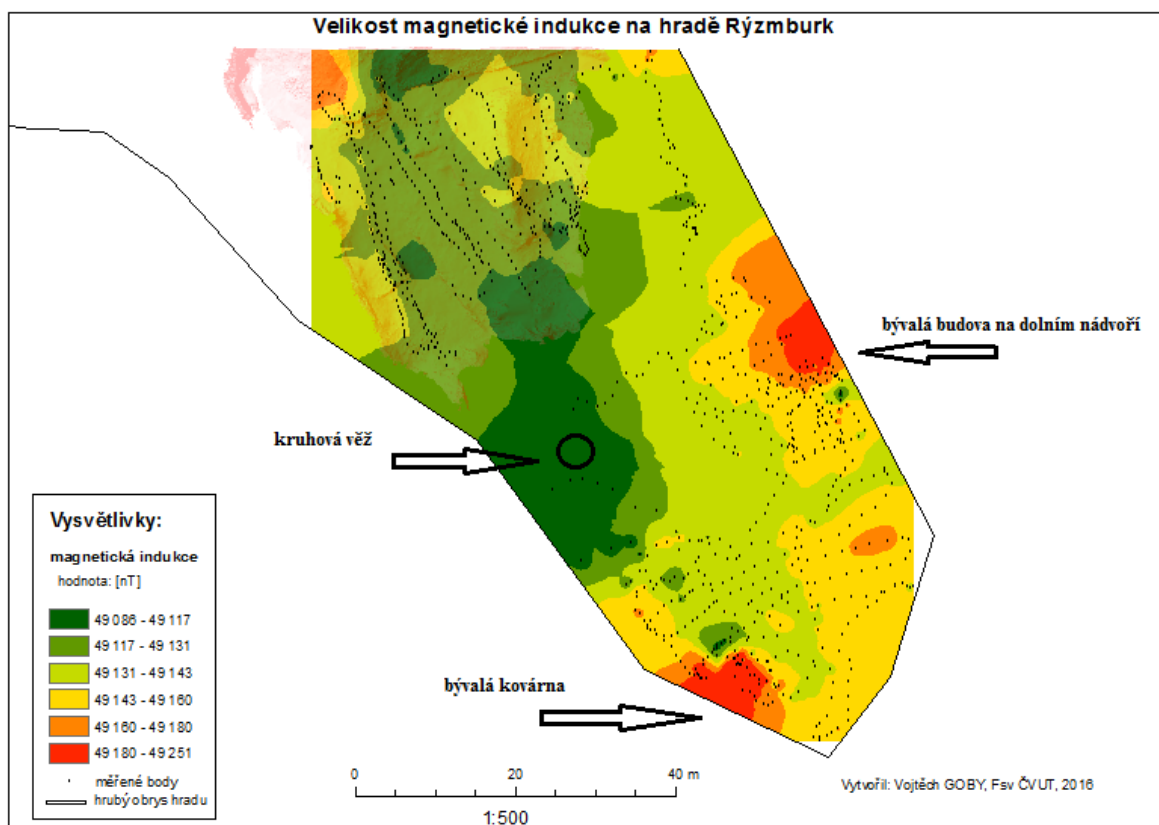 Velikost magnetické indukce na hradě Rýzmburk
bývalá budova na dolním nádvoří
kruhová věž
Vysvětlivky:
magnetická indukce
hodnota: [nT]
49 086 - 49 117
49 117 - 49 131
49 131 - 49 143
49 143 - 49 160
49 160 - 49 180
49 180 - 49 251
měřené body
hrubý obrys hradu
bývalá kovárna
0 20 40 m
1:500
Vytvořil: Vojtěch GOBY, Fsv ČVUT, 2016